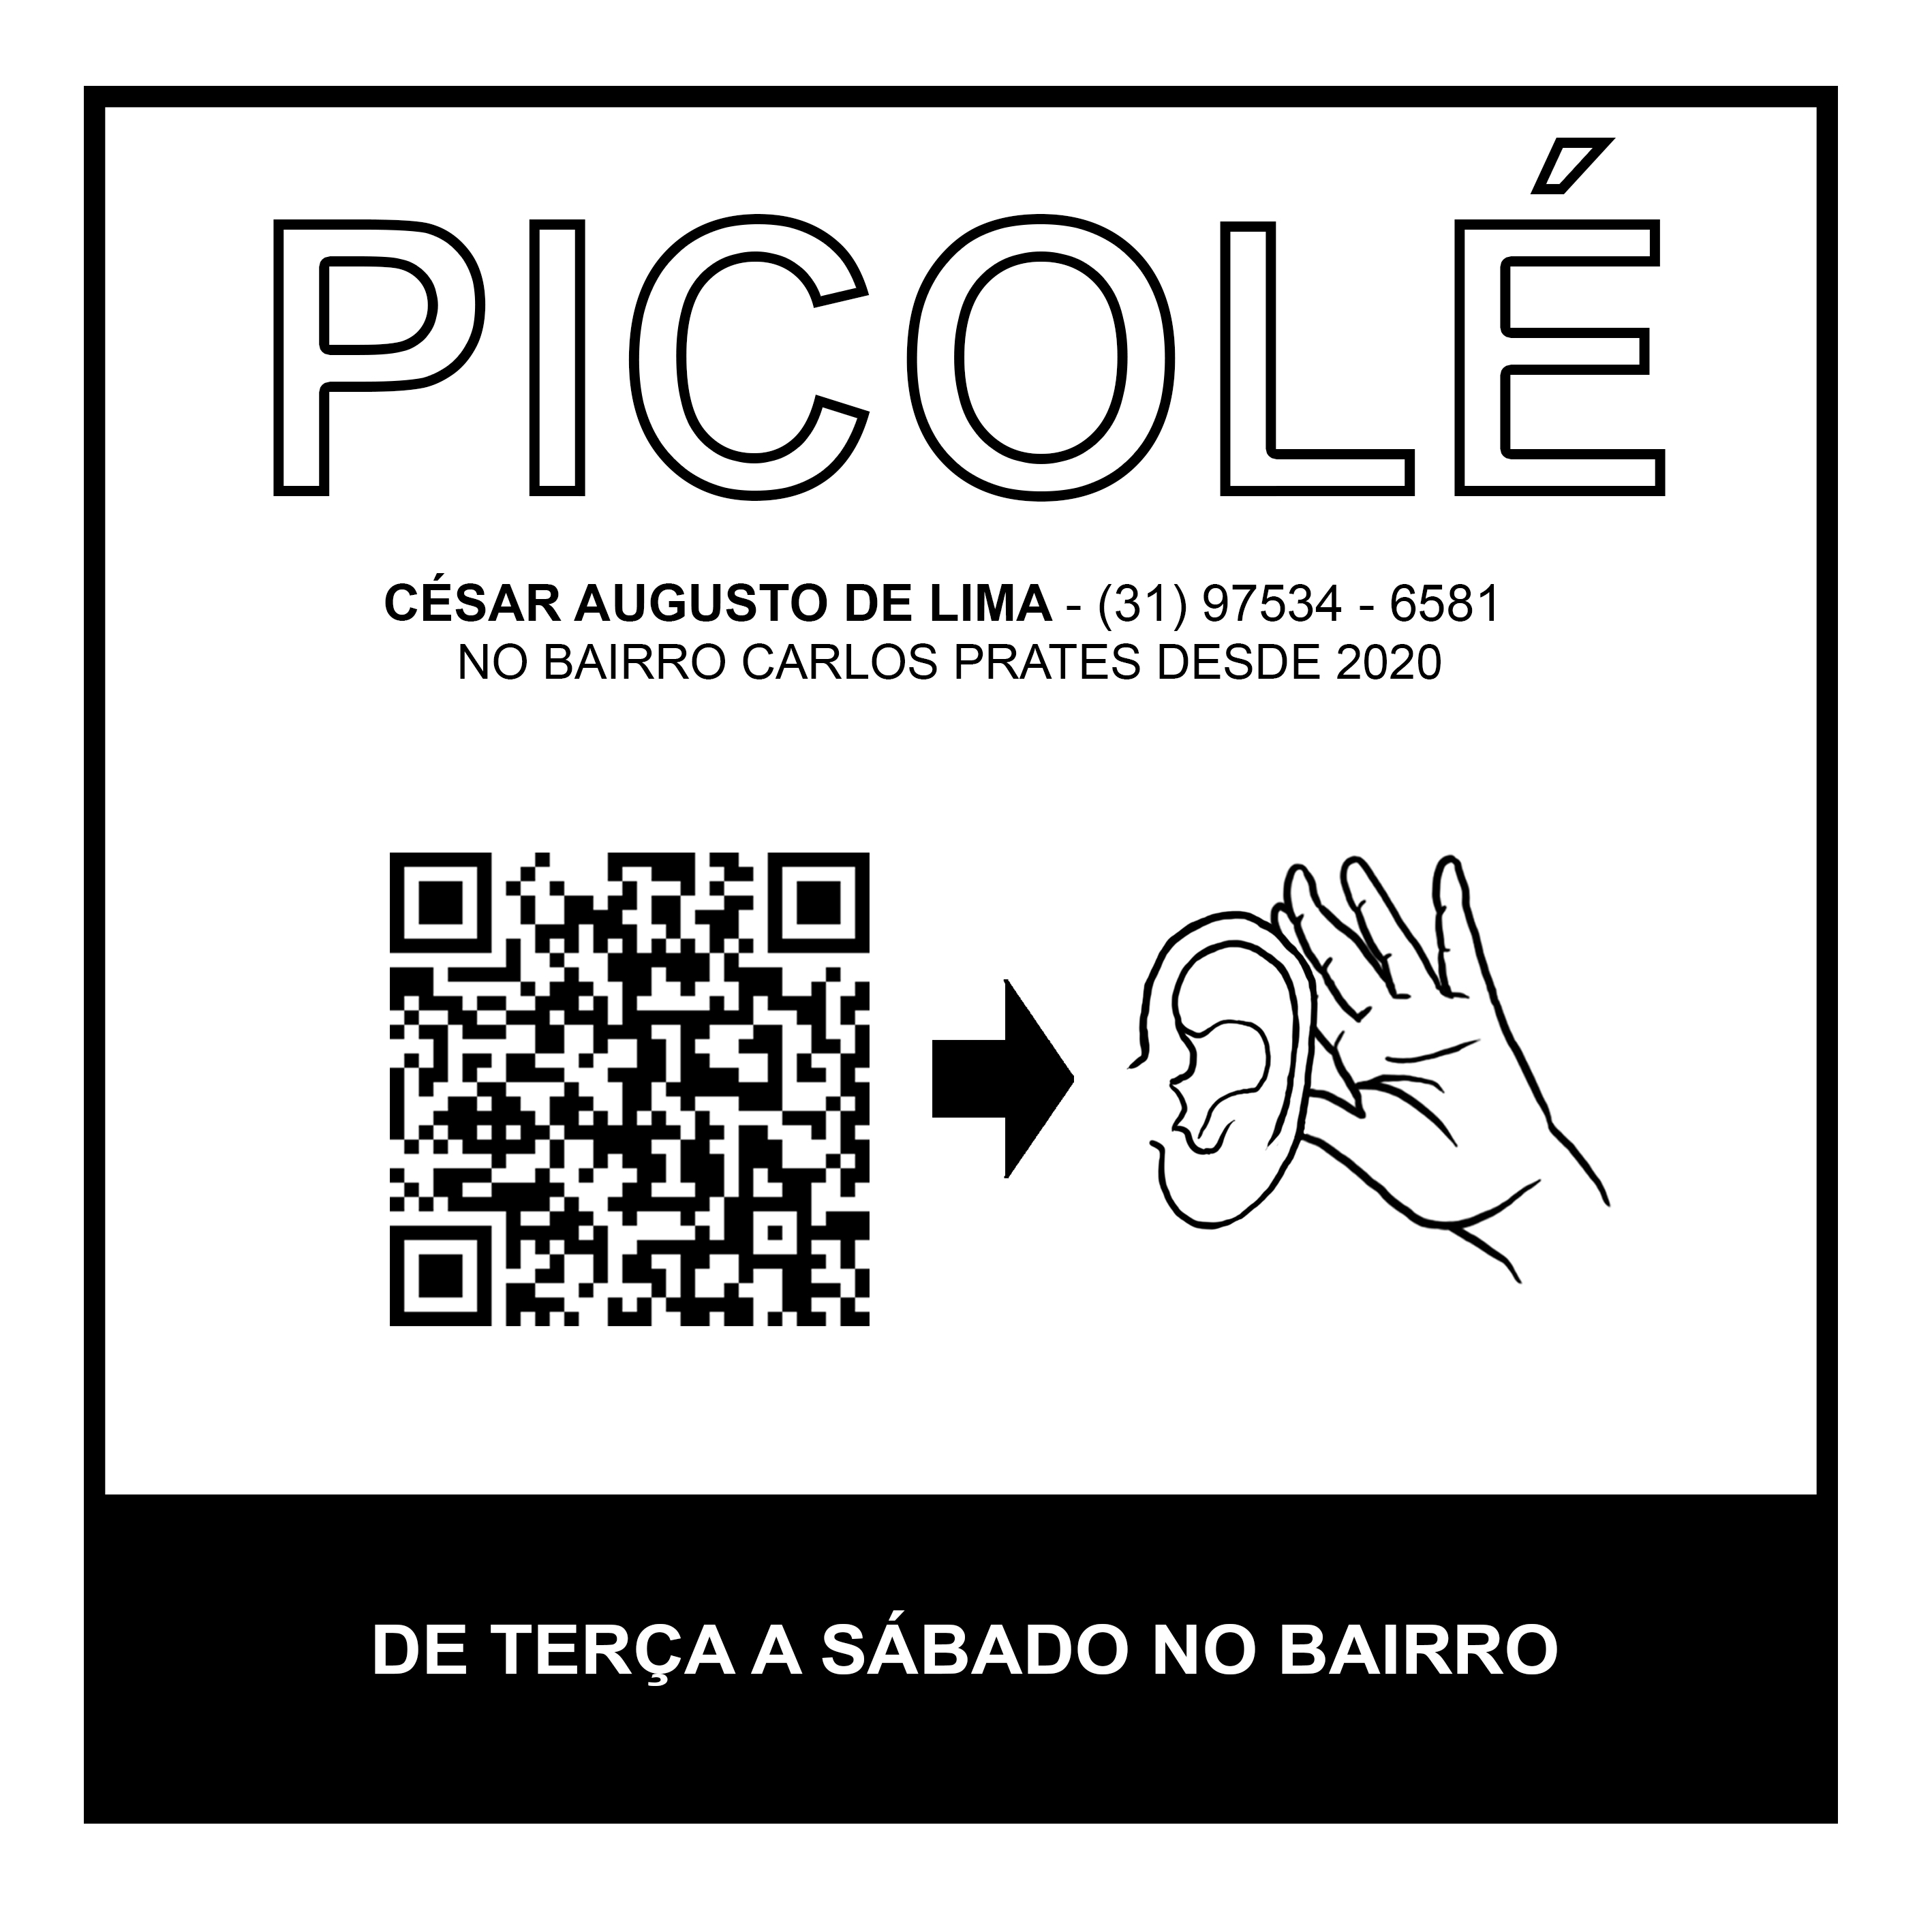 PICOLÉ
CÉSAR AUGUSTO DE LIMA - (31) 97534 - 6581
NO BAIRRO CARLOS PRATES DESDE 2020
DE TERÇA A SÁBADO NO BAIRRO